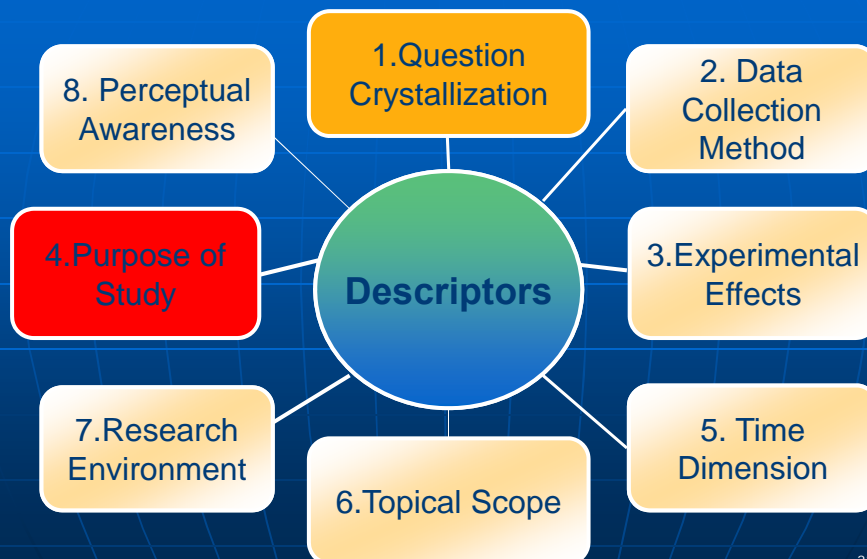 1.Question
Crystallization
2. Data
Collection
Method
3.Experimental
Effects
4.Purpose of
Study
5. Time
Dimension
6.Topical Scope
7.Research
Environment
8. Perceptual
Awareness
Descriptors